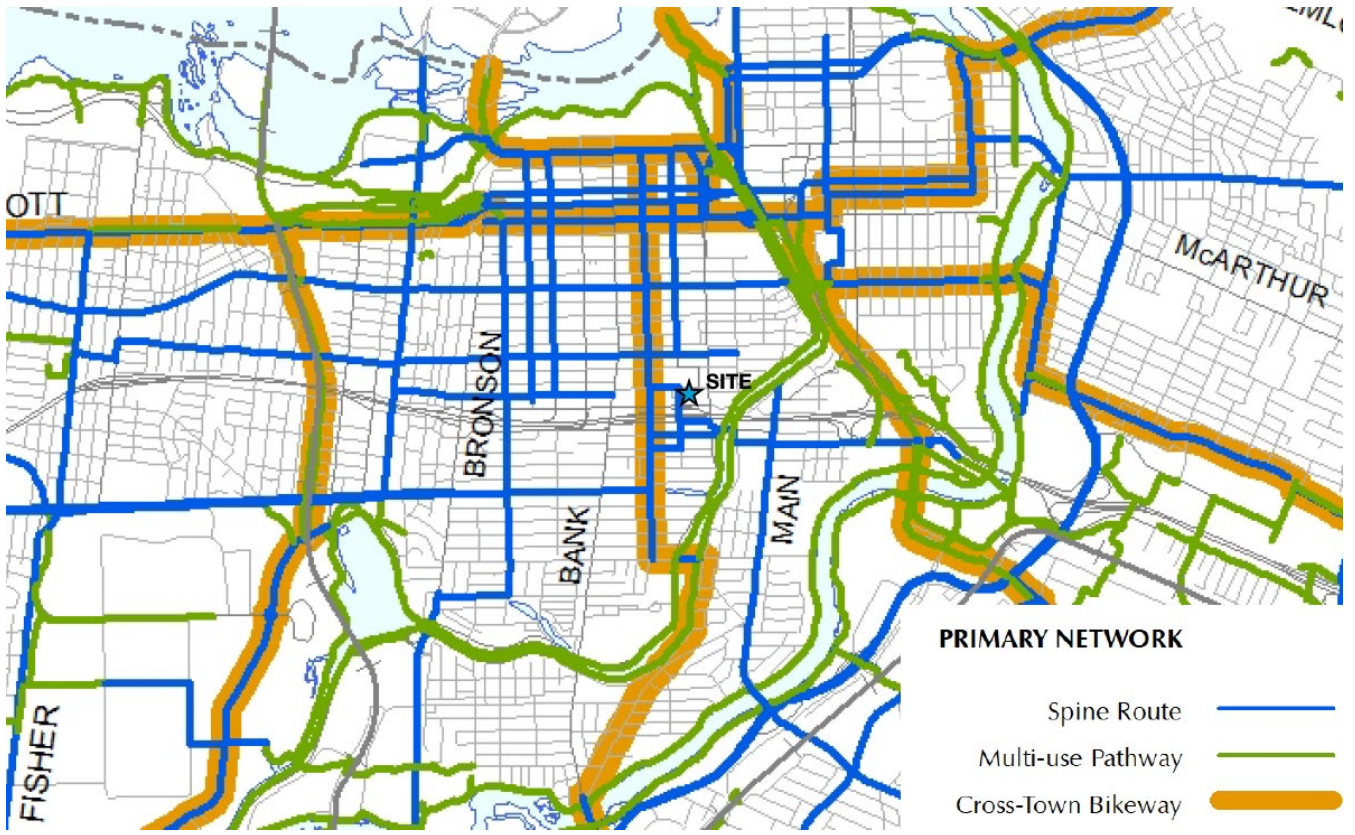 OTT
McARTHUR
BRONSON
SITE
BANK
MAIN
FISHER
PRIMARY NETWORK
Spine Route
Multi-use Pathway
Cross-Town Bikeway